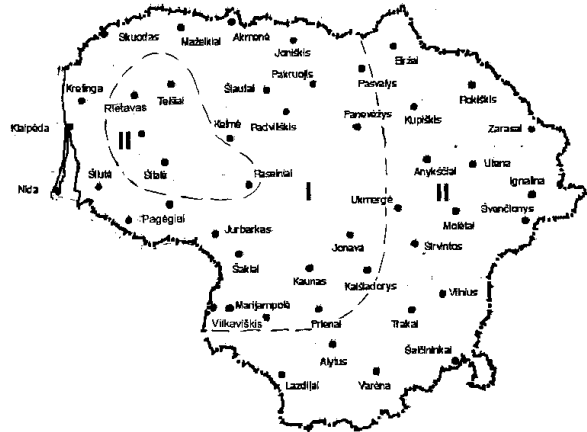 Skuodas
Mažeikiai
Akmenė
Joniškis
Biržai
Kretinga
Rietavas
Telšiai
Šiauliai
Pakruojis
Pasvalys
Rokiškis
Klaipėda
II
Kelmė
Radviliškis
Panevėžys
Kupiškis
Zarasai
Nida
Šilutė
Šilalė
Raseiniai
I
Anykščiai
Utena
Ignalina
Pagėgiai
Ukmergė
II
Molėtai
Švenčionys
Jurbarkas
Jonava
Širvintos
Šakiai
Kaunas
Kaišiadorys
Vilnius
Marijampolė
Vilkaviškis
Prienai
Trakai
Alytus
Šalčininkai
Lazdijai
Varėna